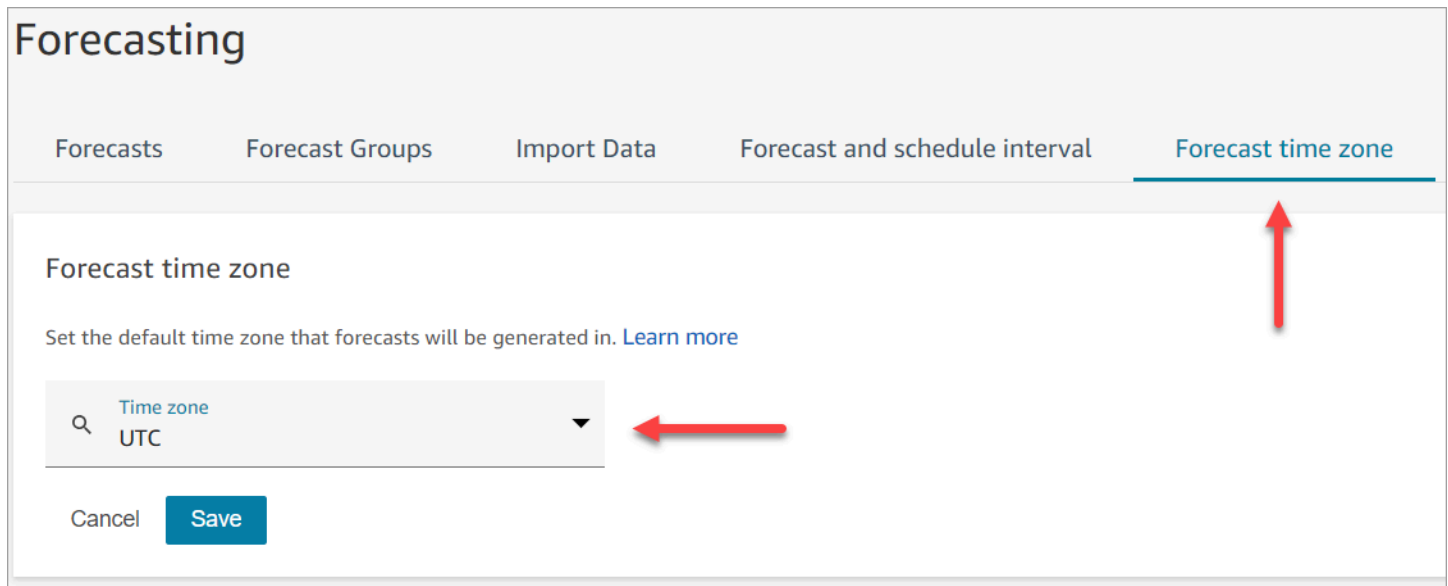 Forecasting
Forecasts Forecast Groups Import Data Forecast and schedule interval Forecast time zone
Forecast time zone
Set the default time zone that forecasts will be generated in. Learn more
Time zone
UTC
Cancel Save